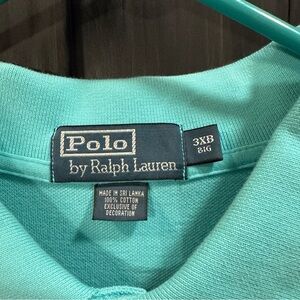 Polo
by Ralph Lauren
3XB
BIG
MADE IN SRI LANKA
100% COTTON
EXCLUSIVE OF
DECORATION